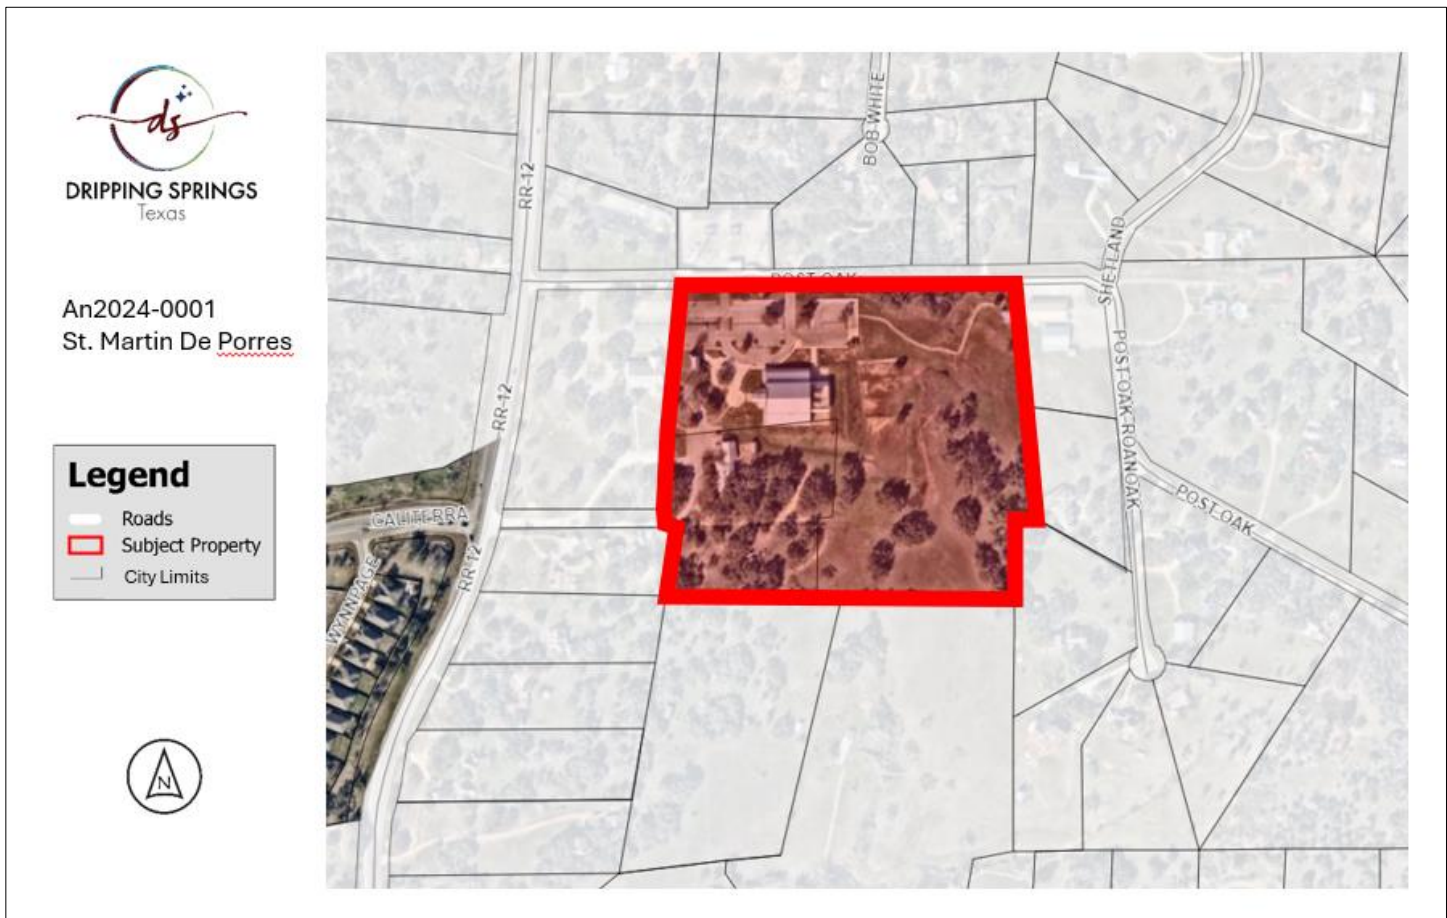 ds
DRIPPING SPRINGS
Texas
An2024-0001
St. Martin De Porres
Legend
Roads
Subject Property
City Limits
N
BOB WHITE
RR-12
POST OAK
SHETLAND
RR-12
POST OAK ROANOAK
POST OAK
CALITERRA
RR-12
WYNNPAGE